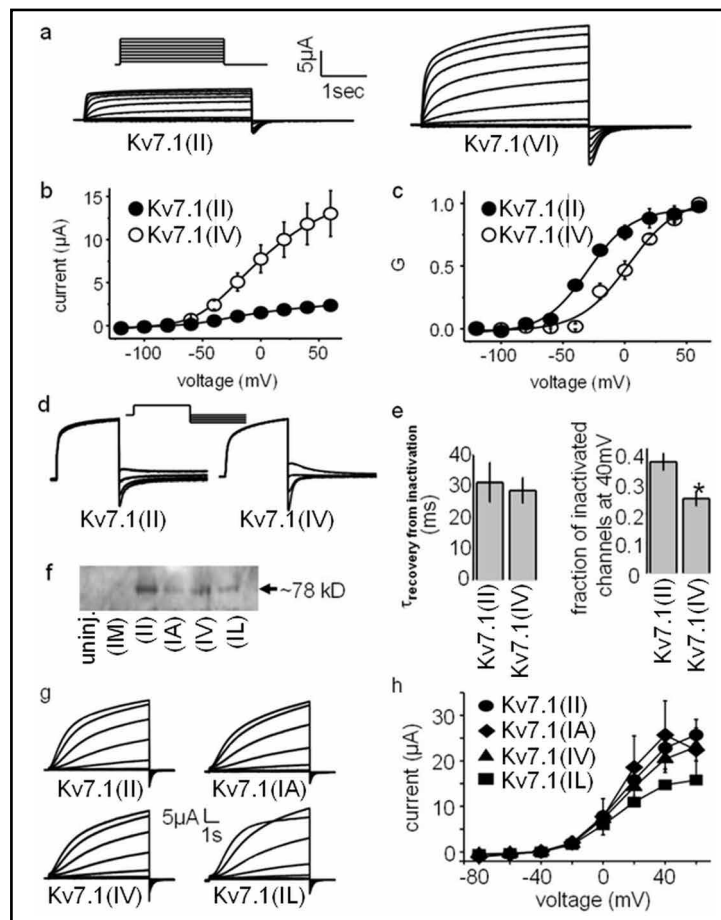 a
5µA
1sec
Kv7.1(II)
Kv7.1(VI)
b
15
10
5
0
current (µA)
Kv7.1(II)
Kv7.1(IV)
-100 -50 0 50
voltage (mV)
c
1.0
0.5
0.0
G
Kv7.1(II)
Kv7.1(IV)
-100 -50 0 50
voltage (mV)
d
Kv7.1(II)
Kv7.1(IV)
e
40
30
20
10
0
τrecovery from inactivation
(ms)
Kv7.1(II)
Kv7.1(IV)
0.4
0.3
0.2
0.1
0
fraction of inactivated
channels at 40mV
*
Kv7.1(II)
Kv7.1(IV)
f
~78 kD
uninj.
(IM)
(II)
(IA)
(IV)
(IL)
g
Kv7.1(II)
Kv7.1(IA)
5µA
1s
Kv7.1(IV)
Kv7.1(IL)
h
30
20
10
0
current (µA)
Kv7.1(II)
Kv7.1(IA)
Kv7.1(IV)
Kv7.1(IL)
-80 -40 0 40
voltage (mV)